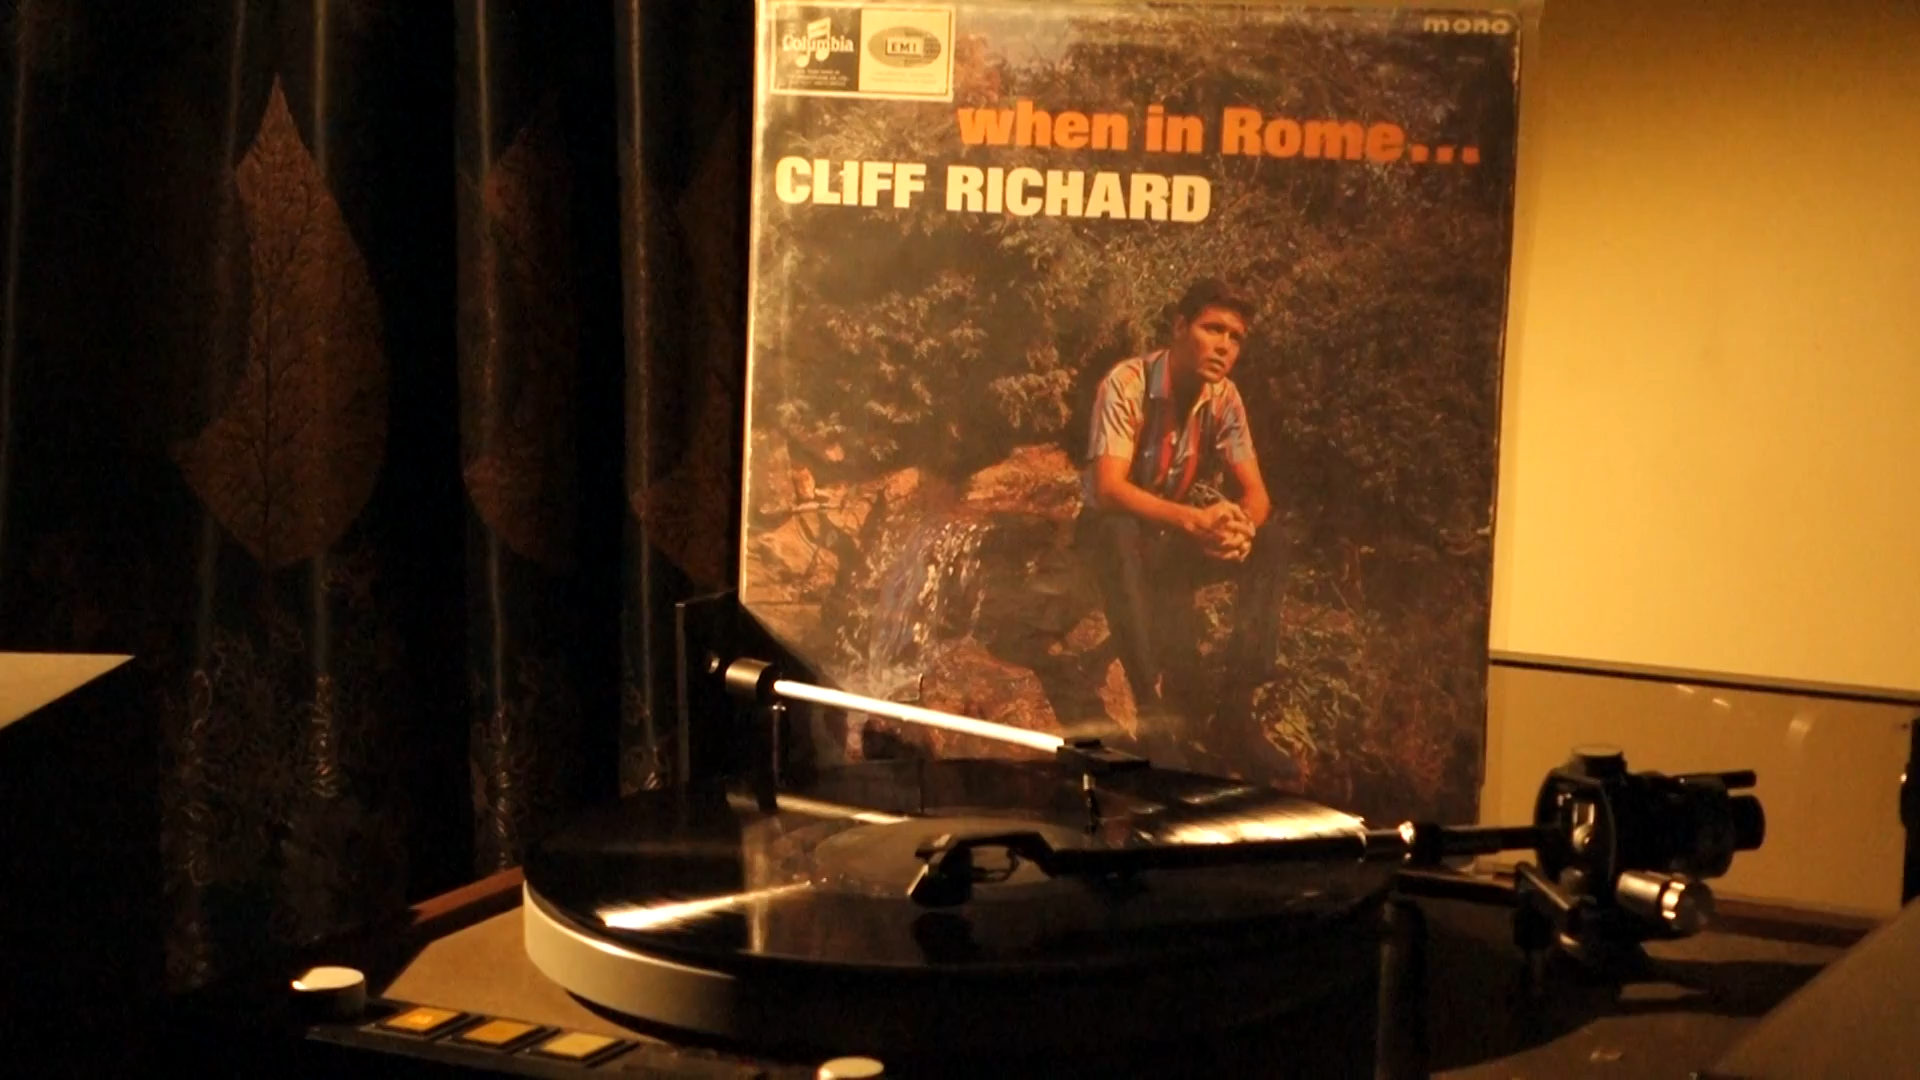 Columbia
EMI
mono
when in Rome...
CLIFF RICHARD